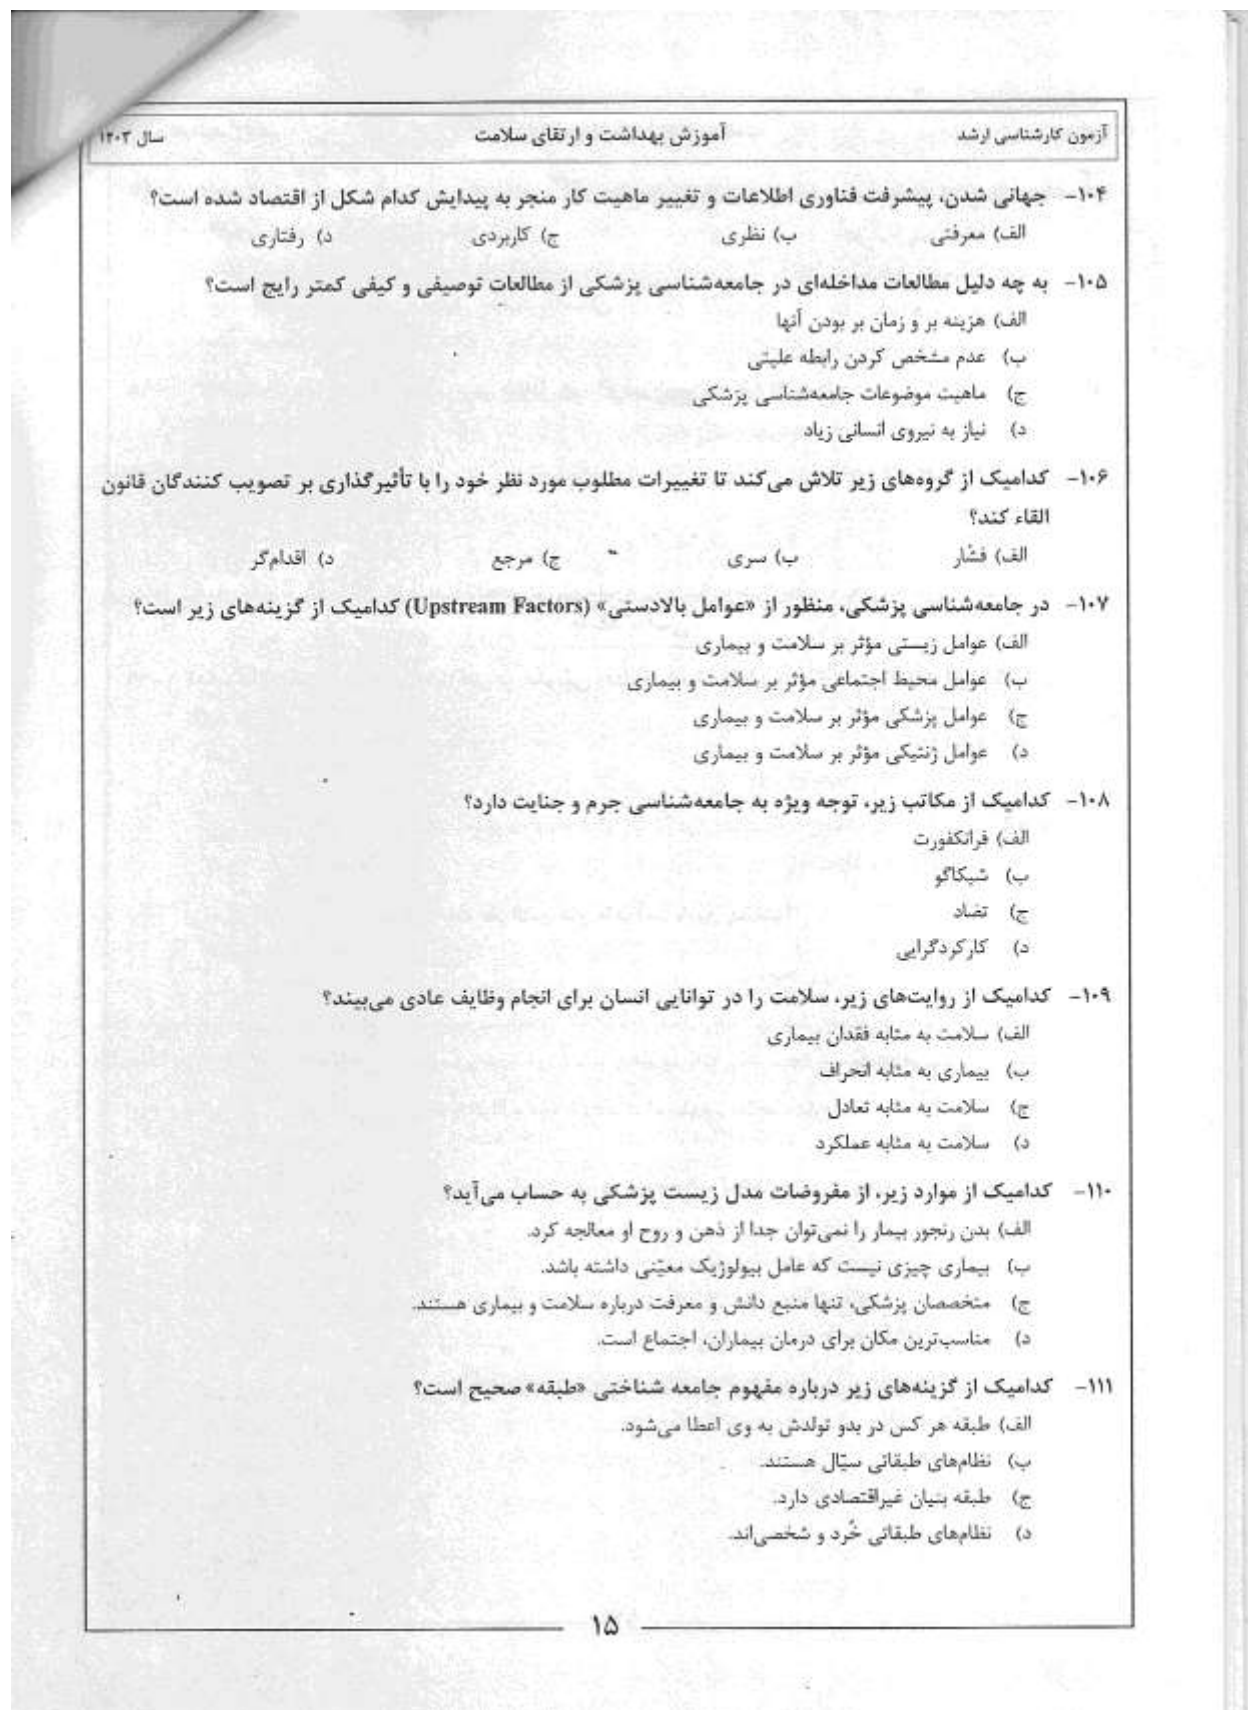 آزمون کارشناسی ارشد آموزش بهداشت و ارتقای سلامت سال ۱۴۰۳
۱۰۴- جهانی شدن، پیشرفت فناوری اطلاعات و تغییر ماهیت کار منجر به پیدایش کدام شکل از اقتصاد شده است؟
الف) معرفتی ب) نظری ج) کاربردی د) رفتاری
۱۰۵- به چه دلیل مطالعات مداخله‌ای در جامعه‌شناسی پزشکی از مطالعات توصیفی و کیفی کمتر رایج است؟
الف) هزینه بر و زمان بر بودن آنها
ب) عدم مشخص کردن رابطه علیتی
ج) ماهیت موضوعات جامعه‌شناسی پزشکی
د) نیاز به نیروی انسانی زیاد
۱۰۶- کدامیک از گروه‌های زیر تلاش می‌کند تا تغییرات مطلوب مورد نظر خود را با تأثیرگذاری بر تصویب کنندگان قانون
القاء کند؟
الف) فشار ب) سری ج) مرجع د) اقدام‌گر
۱۰۷- در جامعه‌شناسی پزشکی، منظور از «عوامل بالادستی» (Upstream Factors) کدامیک از گزینه‌های زیر است؟
الف) عوامل زیستی مؤثر بر سلامت و بیماری
ب) عوامل محیط اجتماعی مؤثر بر سلامت و بیماری
ج) عوامل پزشکی مؤثر بر سلامت و بیماری
د) عوامل ژنتیکی مؤثر بر سلامت و بیماری
۱۰۸- کدامیک از مکاتب زیر، توجه ویژه به جامعه‌شناسی جرم و جنایت دارد؟
الف) فرانکفورت
ب) شیکاگو
ج) تضاد
د) کارکردگرایی
۱۰۹- کدامیک از روایت‌های زیر، سلامت را در توانایی انسان برای انجام وظایف عادی می‌بیند؟
الف) سلامت به مثابه فقدان بیماری
ب) بیماری به مثابه انحراف
ج) سلامت به مثابه تعادل
د) سلامت به مثابه عملکرد
۱۱۰- کدامیک از موارد زیر، از مفروضات مدل زیست پزشکی به حساب می‌آید؟
الف) بدن رنجور بیمار را نمی‌توان جدا از ذهن و روح او معالجه کرد.
ب) بیماری چیزی نیست که عامل بیولوژیک معیّنی داشته باشد.
ج) متخصصان پزشکی، تنها منبع دانش و معرفت درباره سلامت و بیماری هستند.
د) مناسب‌ترین مکان برای درمان بیماران، اجتماع است.
۱۱۱- کدامیک از گزینه‌های زیر درباره مفهوم جامعه شناختی «طبقه» صحیح است؟
الف) طبقه هر کس در بدو تولدش به وی اعطا می‌شود.
ب) نظام‌های طبقاتی سیّال هستند.
ج) طبقه بنیان غیراقتصادی دارد.
د) نظام‌های طبقاتی خُرد و شخصی‌اند.
۱۵